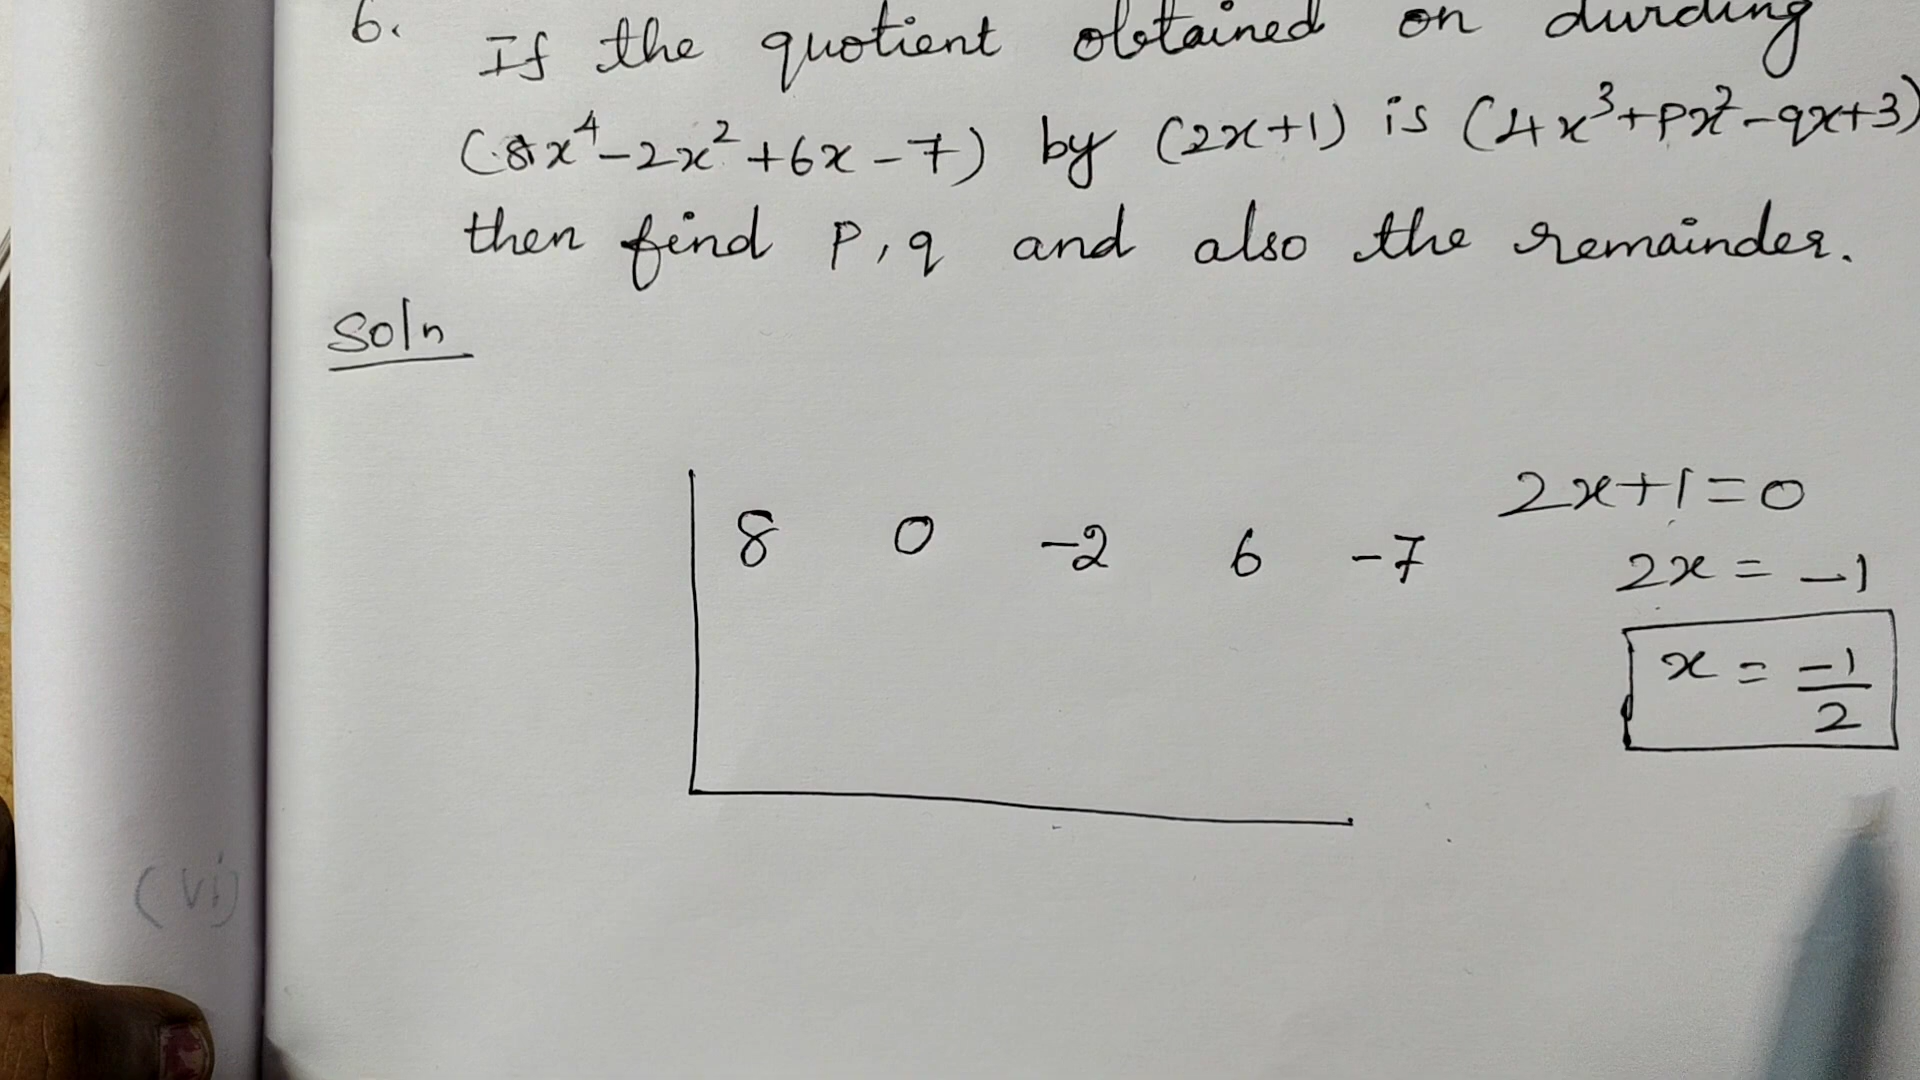 6. If the quotient obtained on dividing
(8x⁴-2x²+6x-7) by (2x+1) is (4x³+px²-qx+3)
then find p,q and also the remainder.
Soln
8 0 -2 6 -7
2x+1=0
2x = -1
x = -1/2
(vi)